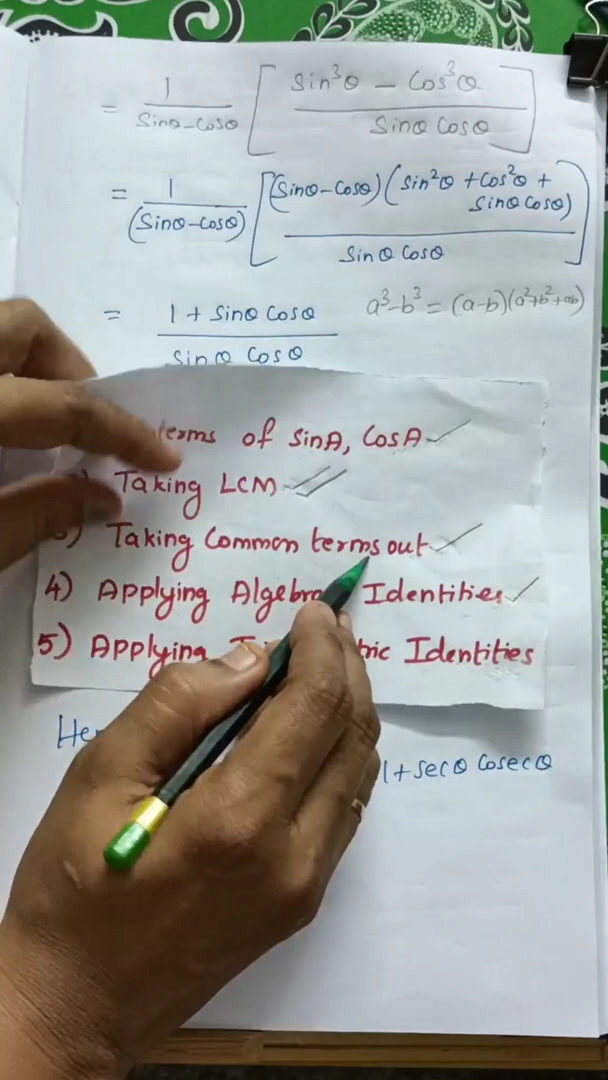 = 1/(Sinθ-Cosθ) [ (Sin³θ - Cos³θ)/(Sinθ Cosθ) ]
= 1/((Sinθ-Cosθ)) [ (Sinθ-Cosθ)(Sin²θ +Cos²θ + Sinθ Cosθ)/(Sinθ Cosθ) ]
= (1 + Sinθ Cosθ)/(Sinθ Cosθ)
a³-b³ = (a-b)(a²+b²+ab)
terms of SinA, CosA
Taking LCM
3) Taking Common terms out
4) Applying Identities
5) Applying Identities
1+secθ Cosecθ